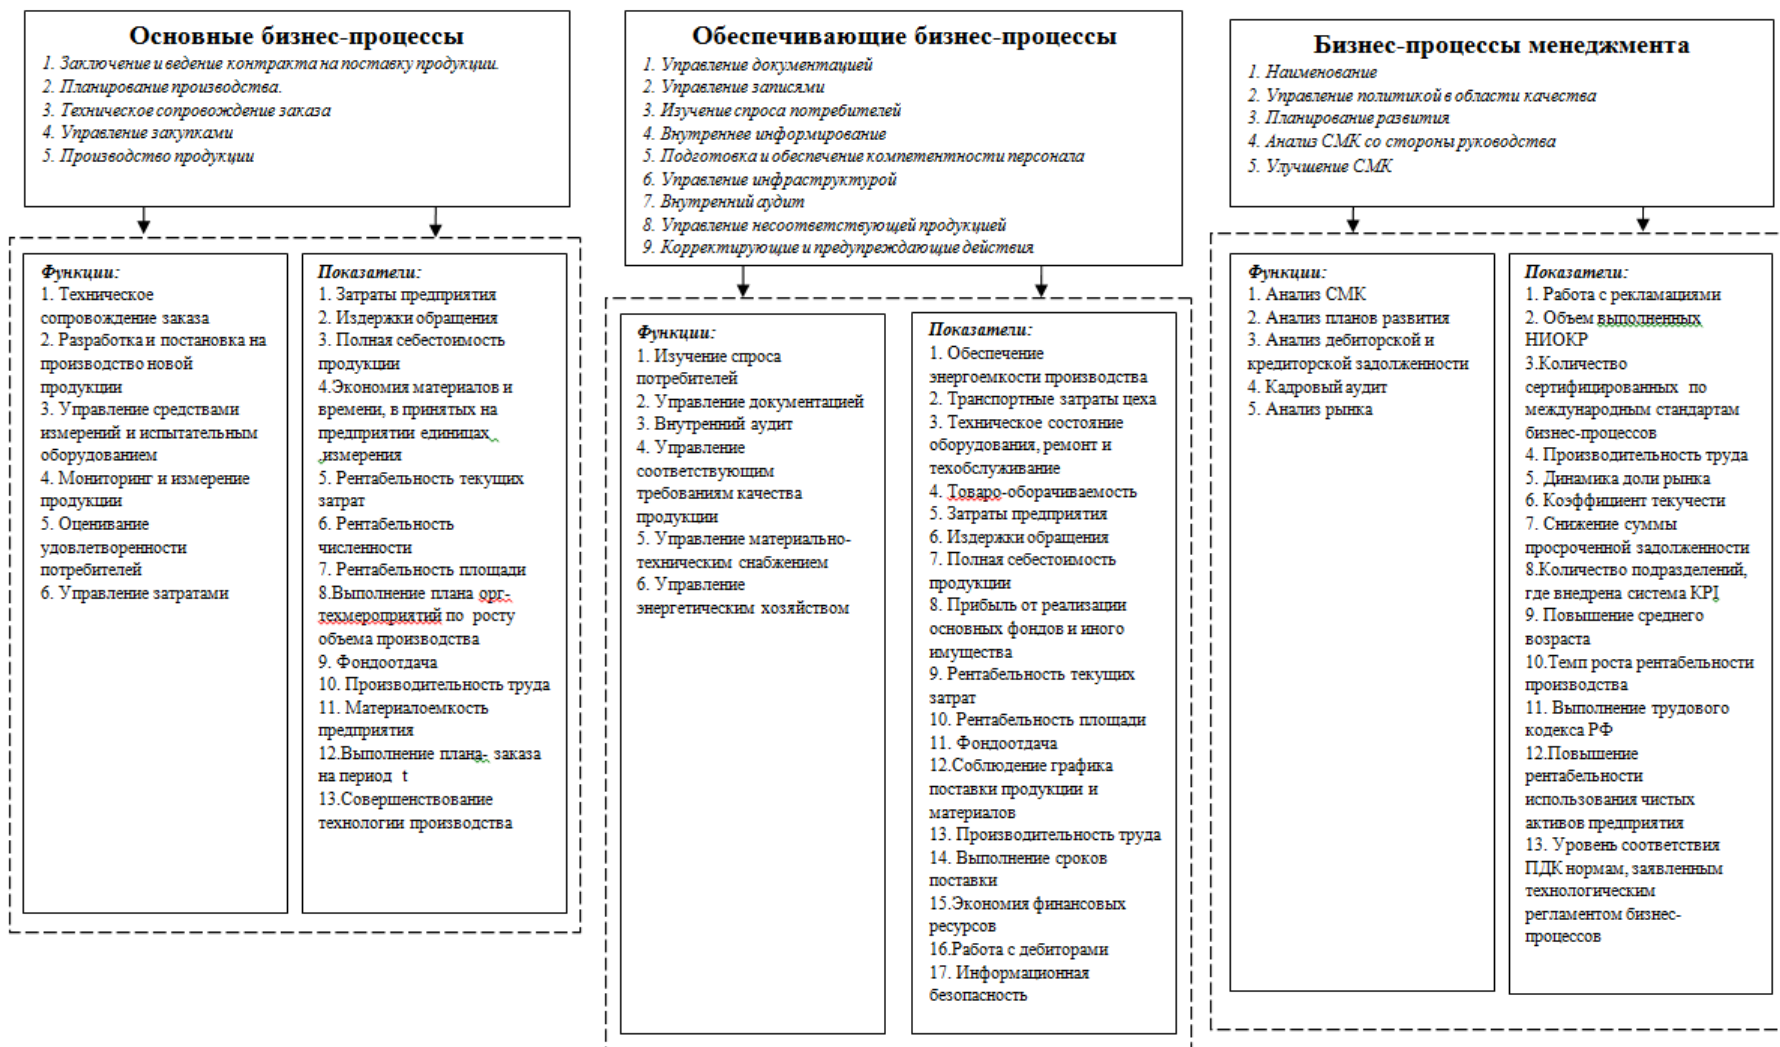 Основные бизнес-процессы
1. Заключение и ведение контракта на поставку продукции.
2. Планирование производства.
3. Техническое сопровождение заказа
4. Управление закупками
5. Производство продукции
Функции:
1. Техническое
сопровождение заказа
2. Разработка и постановка на
производство новой
продукции
3. Управление средствами
измерений и испытательным
оборудованием
4. Мониторинг и измерение
продукции
5. Оценивание
удовлетворенности
потребителей
6. Управление затратами
Показатели:
1. Затраты предприятия
2. Издержки обращения
3. Полная себестоимость
продукции
4.Экономия материалов и
времени, в принятых на
предприятии единицах
,измерения
5. Рентабельность текущих
затрат
6. Рентабельность
численности
7. Рентабельность площади
8.Выполнение плана орг-
техмероприятий по росту
объема производства
9. Фондоотдача
10. Производительность труда
11. Материалоемкость
предприятия
12.Выполнение плана- заказа
на период t
13.Совершенствование
технологии производства
Обеспечивающие бизнес-процессы
1. Управление документацией
2. Управление записями
3. Изучение спроса потребителей
4. Внутреннее информирование
5. Подготовка и обеспечение компетентности персонала
6. Управление инфраструктурой
7. Внутренний аудит
8. Управление несоответствующей продукцией
9. Корректирующие и предупреждающие действия
Функции:
1. Изучение спроса
потребителей
2. Управление документацией
3. Внутренний аудит
4. Управление
соответствующим
требованиям качества
продукции
5. Управление материально-
техническим снабжением
6. Управление
энергетическим хозяйством
Показатели:
1. Обеспечение
энергоемкости производства
2. Транспортные затраты цеха
3. Техническое состояние
оборудования, ремонт и
техобслуживание
4. Товаро-оборачиваемость
5. Затраты предприятия
6. Издержки обращения
7. Полная себестоимость
продукции
8. Прибыль от реализации
основных фондов и иного
имущества
9. Рентабельность текущих
затрат
10. Рентабельность площади
11. Фондоотдача
12.Соблюдение графика
поставки продукции и
материалов
13. Производительность труда
14. Выполнение сроков
поставки
15.Экономия финансовых
ресурсов
16.Работа с дебиторами
17. Информационная
безопасность
Бизнес-процессы менеджмента
1. Наименование
2. Управление политикой в области качества
3. Планирование развития
4. Анализ СМК со стороны руководства
5. Улучшение СМК
Функции:
1. Анализ СМК
2. Анализ планов развития
3. Анализ дебиторской и
кредиторской задолженности
4. Кадровый аудит
5. Анализ рынка
Показатели:
1. Работа с рекламациями
2. Объем выполненных
НИОКР
3.Количество
сертифицированных по
международным стандартам
бизнес-процессов
4. Производительность труда
5. Динамика доли рынка
6. Коэффициент текучести
7. Снижение суммы
просроченной задолженности
8.Количество подразделений,
где внедрена система KPI
9. Повышение среднего
возраста
10.Темп роста рентабельности
производства
11. Выполнение трудового
кодекса РФ
12.Повышение
рентабельности
использования чистых
активов предприятия
13. Уровень соответствия
ПДК нормам, заявленным
технологическим
регламентом бизнес-
процессов